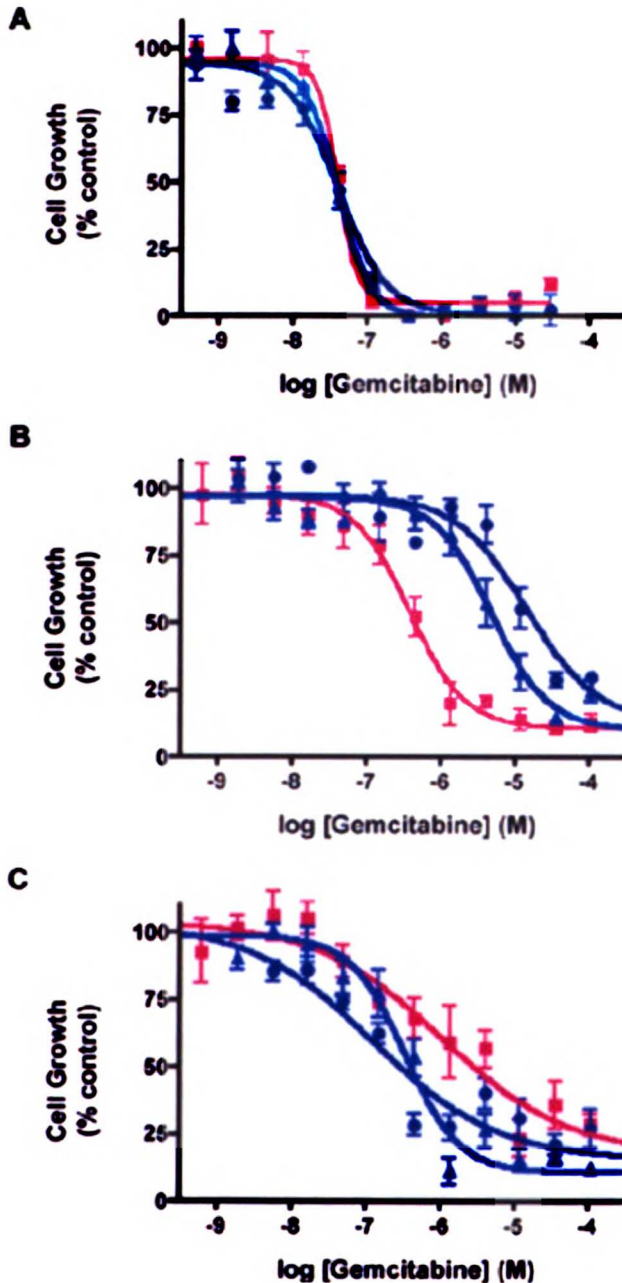 A
100
75
50
25
0
Cell Growth
(% control)
-9 -8 -7 -6 -5 -4
log [Gemcitabine] (M)
B
100
75
50
25
0
Cell Growth
(% control)
-9 -8 -7 -6 -5 -4
log [Gemcitabine] (M)
C
100
75
50
25
0
Cell Growth
(% control)
-9 -8 -7 -6 -5 -4
log [Gemcitabine] (M)